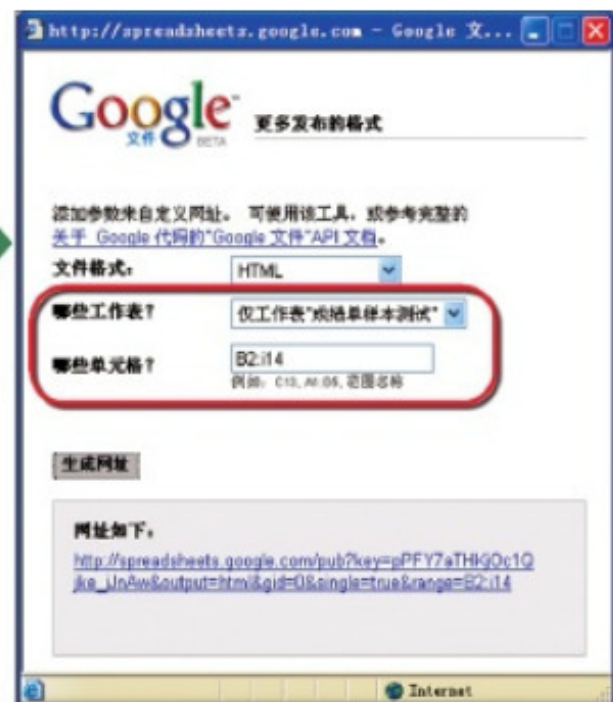 http://spreadsheets.google.com - Google 文...
Google
文件 BETA
更多发布的格式
添加参数来自定义网址。 可使用该工具，或参考完整的
关于 Google 代码的"Google 文件"API 文档。
文件格式： HTML
哪些工作表？ 仅工作表"成绩单样本测试"
哪些单元格？ B2:i14
例如：C13, A1:D5, 范围名称
生成网址
网址如下。
http://spreadsheets.google.com/pub?key=pPFY7aTHkGOc1Q
jke_iJnAw&output=html&gid=0&single=true&range=B2:i14
Internet